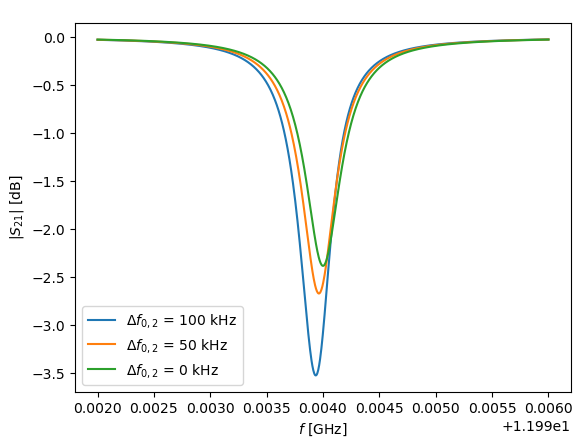 0.0
−0.5
−1.0
−1.5
−2.0
−2.5
−3.0
−3.5
|S₂₁| [dB]
Δf₀,₂ = 100 kHz
Δf₀,₂ = 50 kHz
Δf₀,₂ = 0 kHz
0.0020 0.0025 0.0030 0.0035 0.0040 0.0045 0.0050 0.0055 0.0060
f [GHz]
+1.199e1